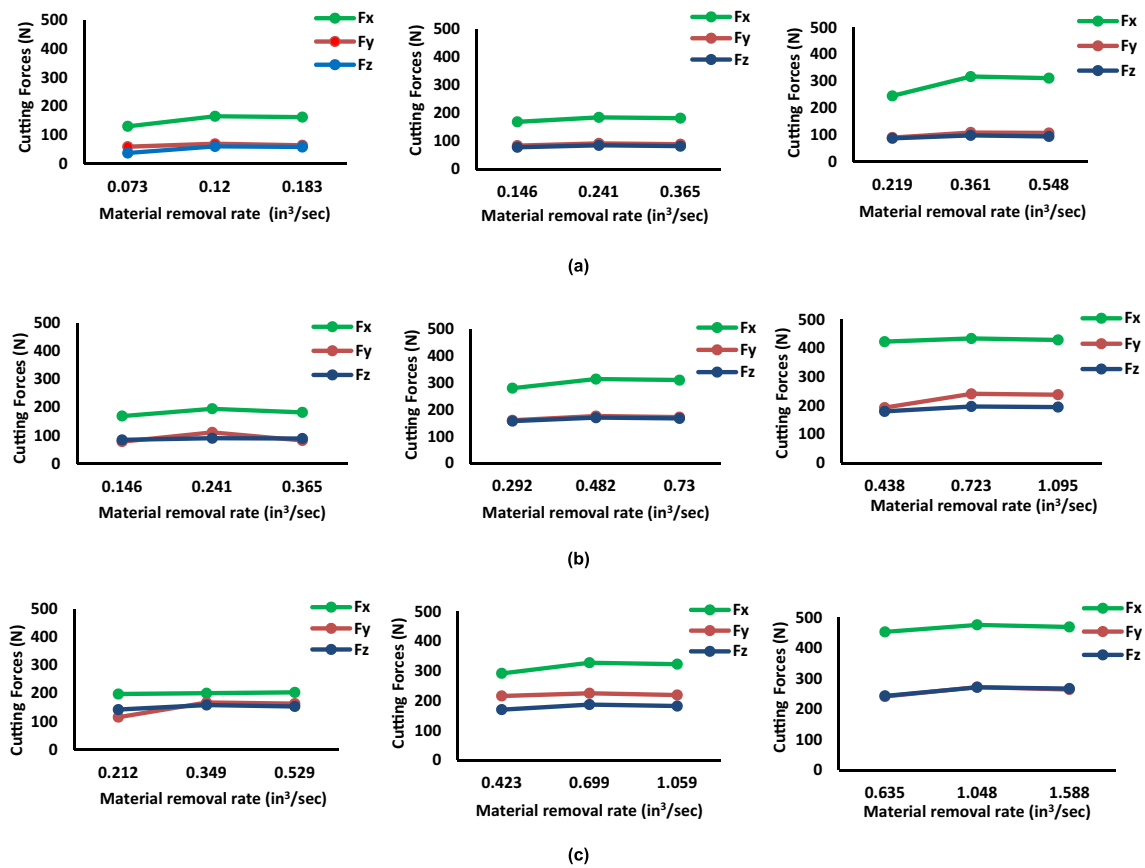 Cutting Forces (N)
500
400
300
200
100
0
Fx
Fy
Fz
0.073 0.12 0.183
Material removal rate (in³/sec)
Cutting Forces (N)
500
400
300
200
100
0
Fx
Fy
Fz
0.146 0.241 0.365
Material removal rate (in³/sec)
Cutting Forces (N)
500
400
300
200
100
0
Fx
Fy
Fz
0.219 0.361 0.548
Material removal rate (in³/sec)
(a)
Cutting Forces (N)
500
400
300
200
100
0
Fx
Fy
Fz
0.146 0.241 0.365
Material removal rate (in³/sec)
Cutting Forces (N)
500
400
300
200
100
0
Fx
Fy
Fz
0.292 0.482 0.73
Material removal rate (in³/sec)
Cutting Forces (N)
500
400
300
200
100
0
Fx
Fy
Fz
0.438 0.723 1.095
Material removal rate (in³/sec)
(b)
Cutting Forces (N)
500
400
300
200
100
0
Fx
Fy
Fz
0.212 0.349 0.529
Material removal rate (in³/sec)
Cutting Forces (N)
500
400
300
200
100
0
Fx
Fy
Fz
0.423 0.699 1.059
Material removal rate (in³/sec)
Cutting Forces (N)
500
400
300
200
100
0
Fx
Fy
Fz
0.635 1.048 1.588
Material removal rate (in³/sec)
(c)